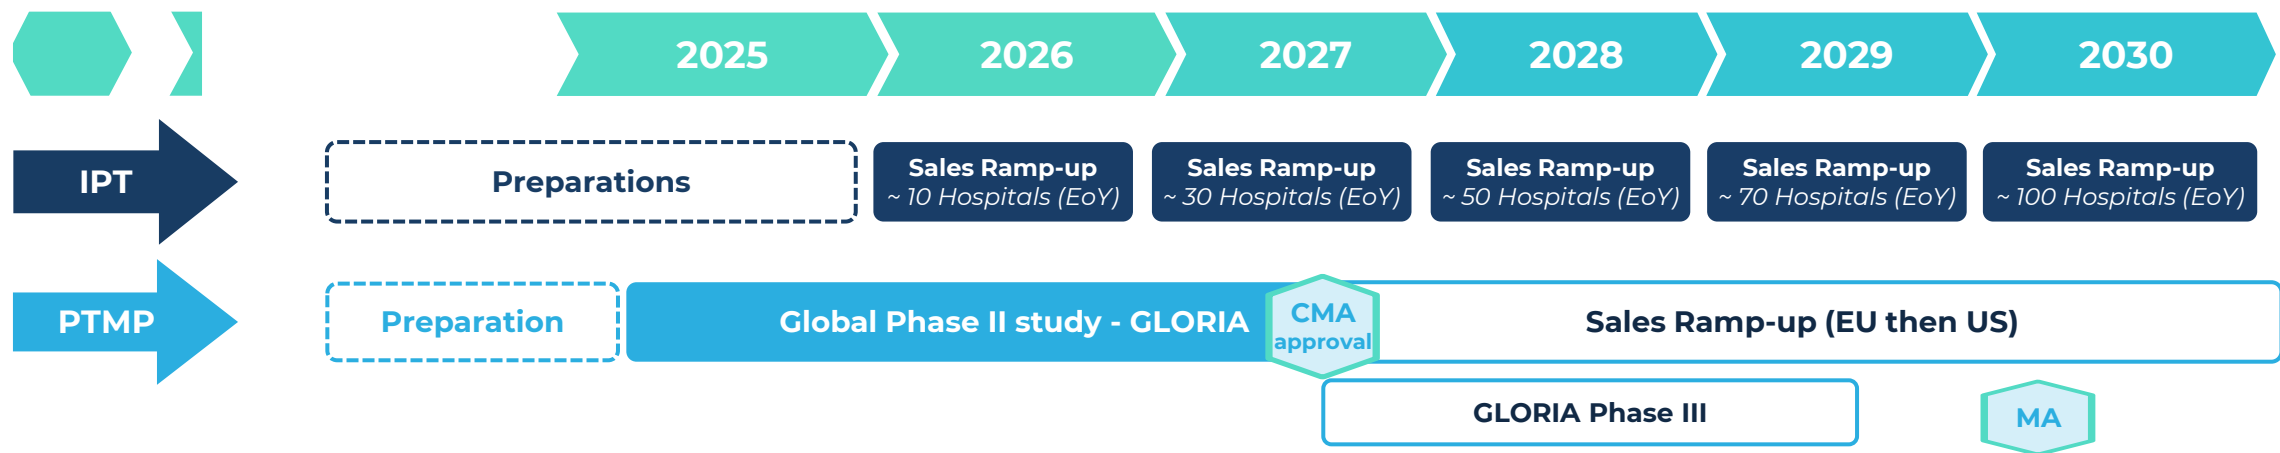 2025 2026 2027 2028 2029 2030
IPT
Preparations
Sales Ramp-up
~ 10 Hospitals (EoY)
Sales Ramp-up
~ 30 Hospitals (EoY)
Sales Ramp-up
~ 50 Hospitals (EoY)
Sales Ramp-up
~ 70 Hospitals (EoY)
Sales Ramp-up
~ 100 Hospitals (EoY)
PTMP
Preparation
Global Phase II study - GLORIA
CMA
approval
Sales Ramp-up (EU then US)
GLORIA Phase III
MA